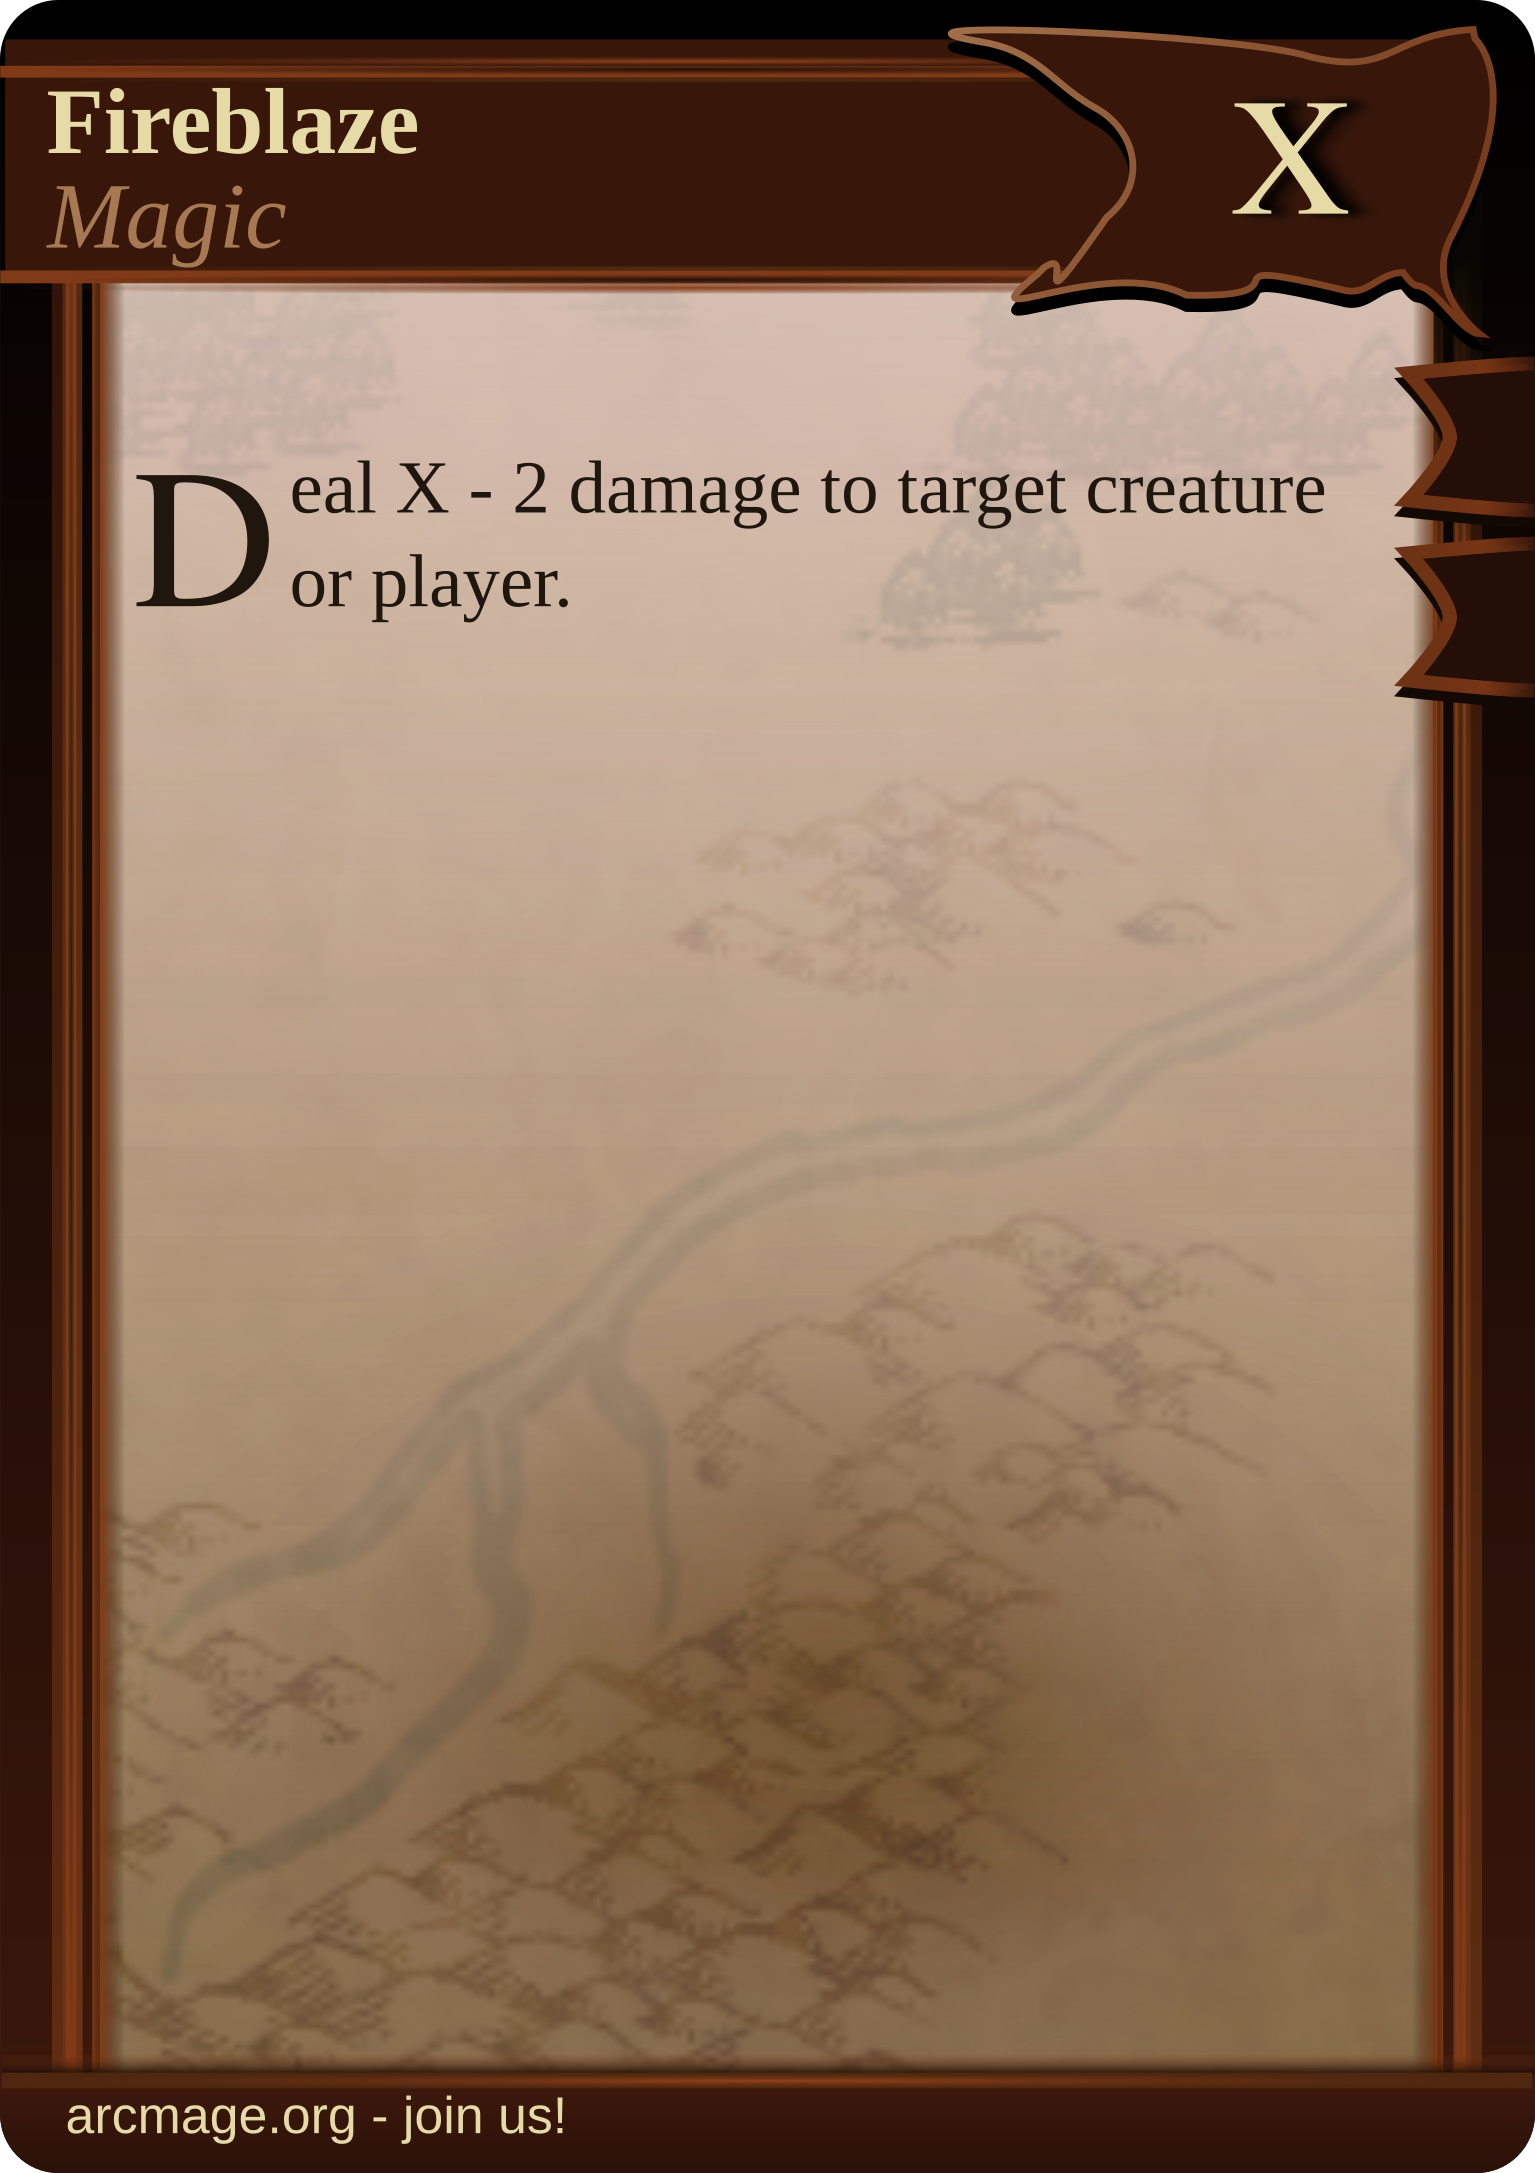 Fireblaze
X
Magic
Deal X - 2 damage to target creature
or player.
arcmage.org - join us!